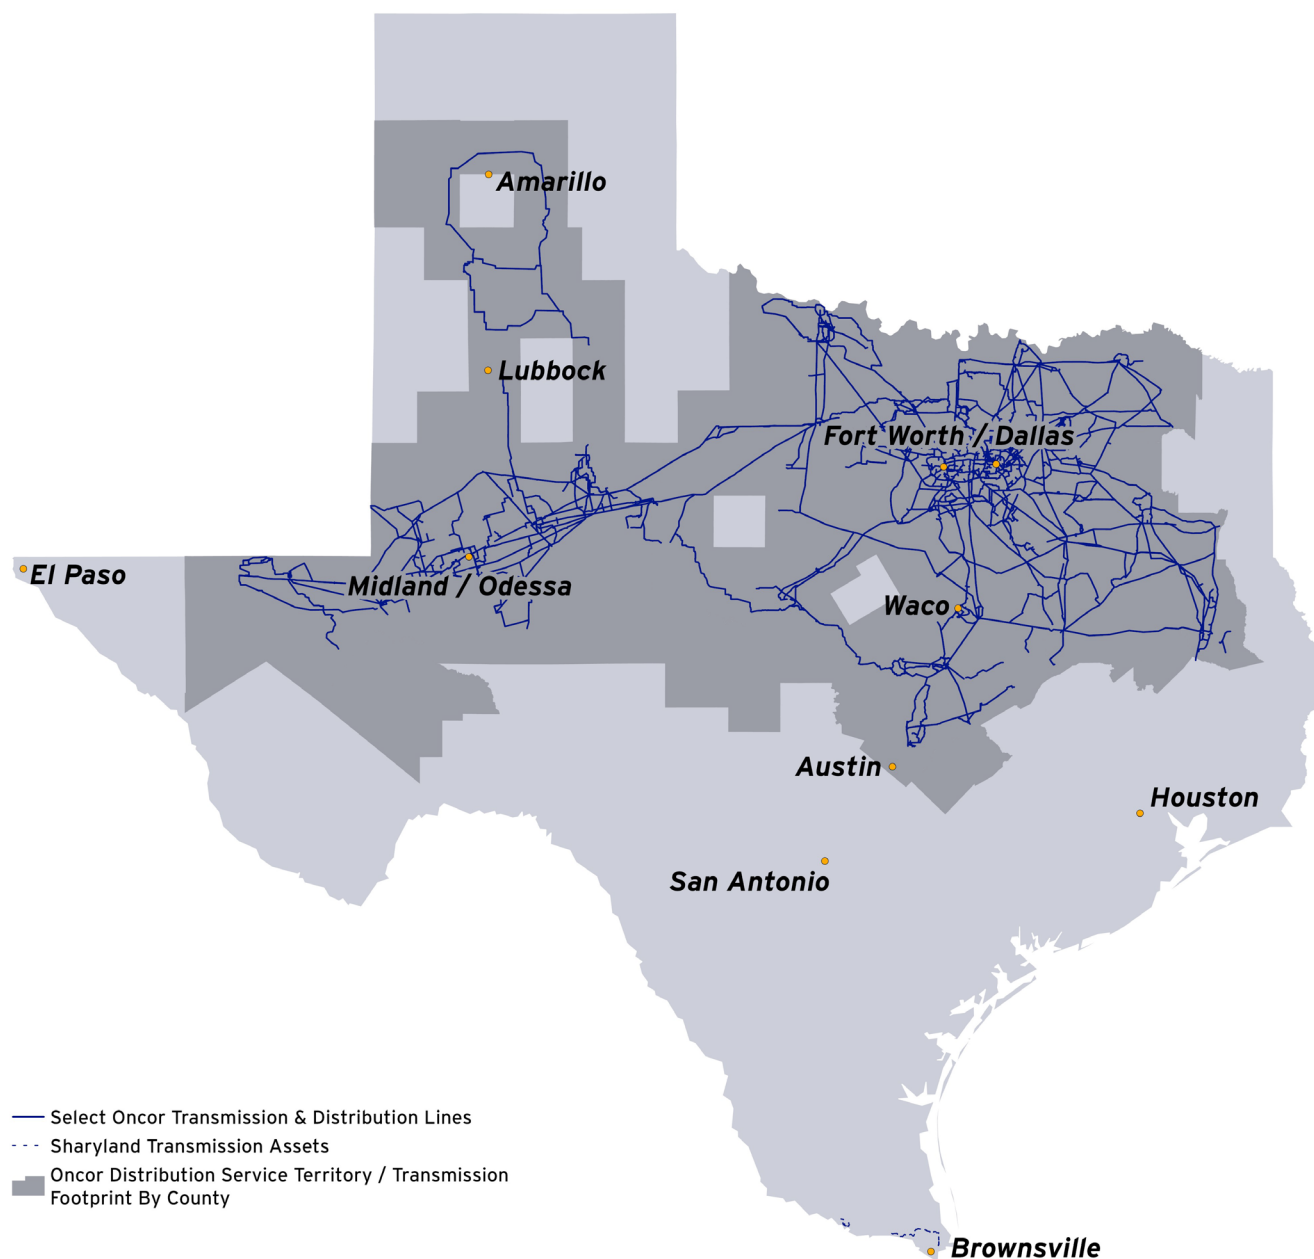 Amarillo
Lubbock
Fort Worth / Dallas
El Paso
Midland / Odessa
Waco
Austin
Houston
San Antonio
Select Oncor Transmission & Distribution Lines
Sharyland Transmission Assets
Oncor Distribution Service Territory / Transmission
Footprint By County
Brownsville